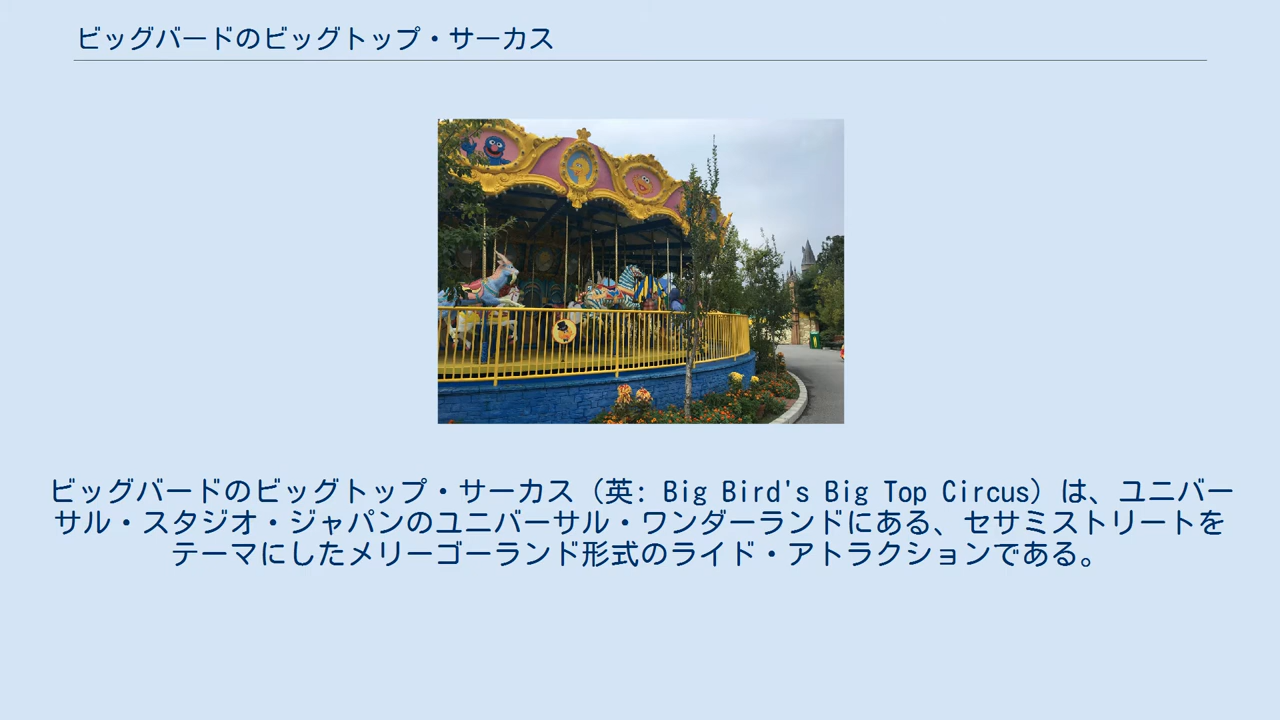 ビッグバードのビッグトップ・サーカス
ビッグバードのビッグトップ・サーカス（英: Big Bird's Big Top Circus）は、ユニバー
サル・スタジオ・ジャパンのユニバーサル・ワンダーランドにある、セサミストリートを
テーマにしたメリーゴーランド形式のライド・アトラクションである。